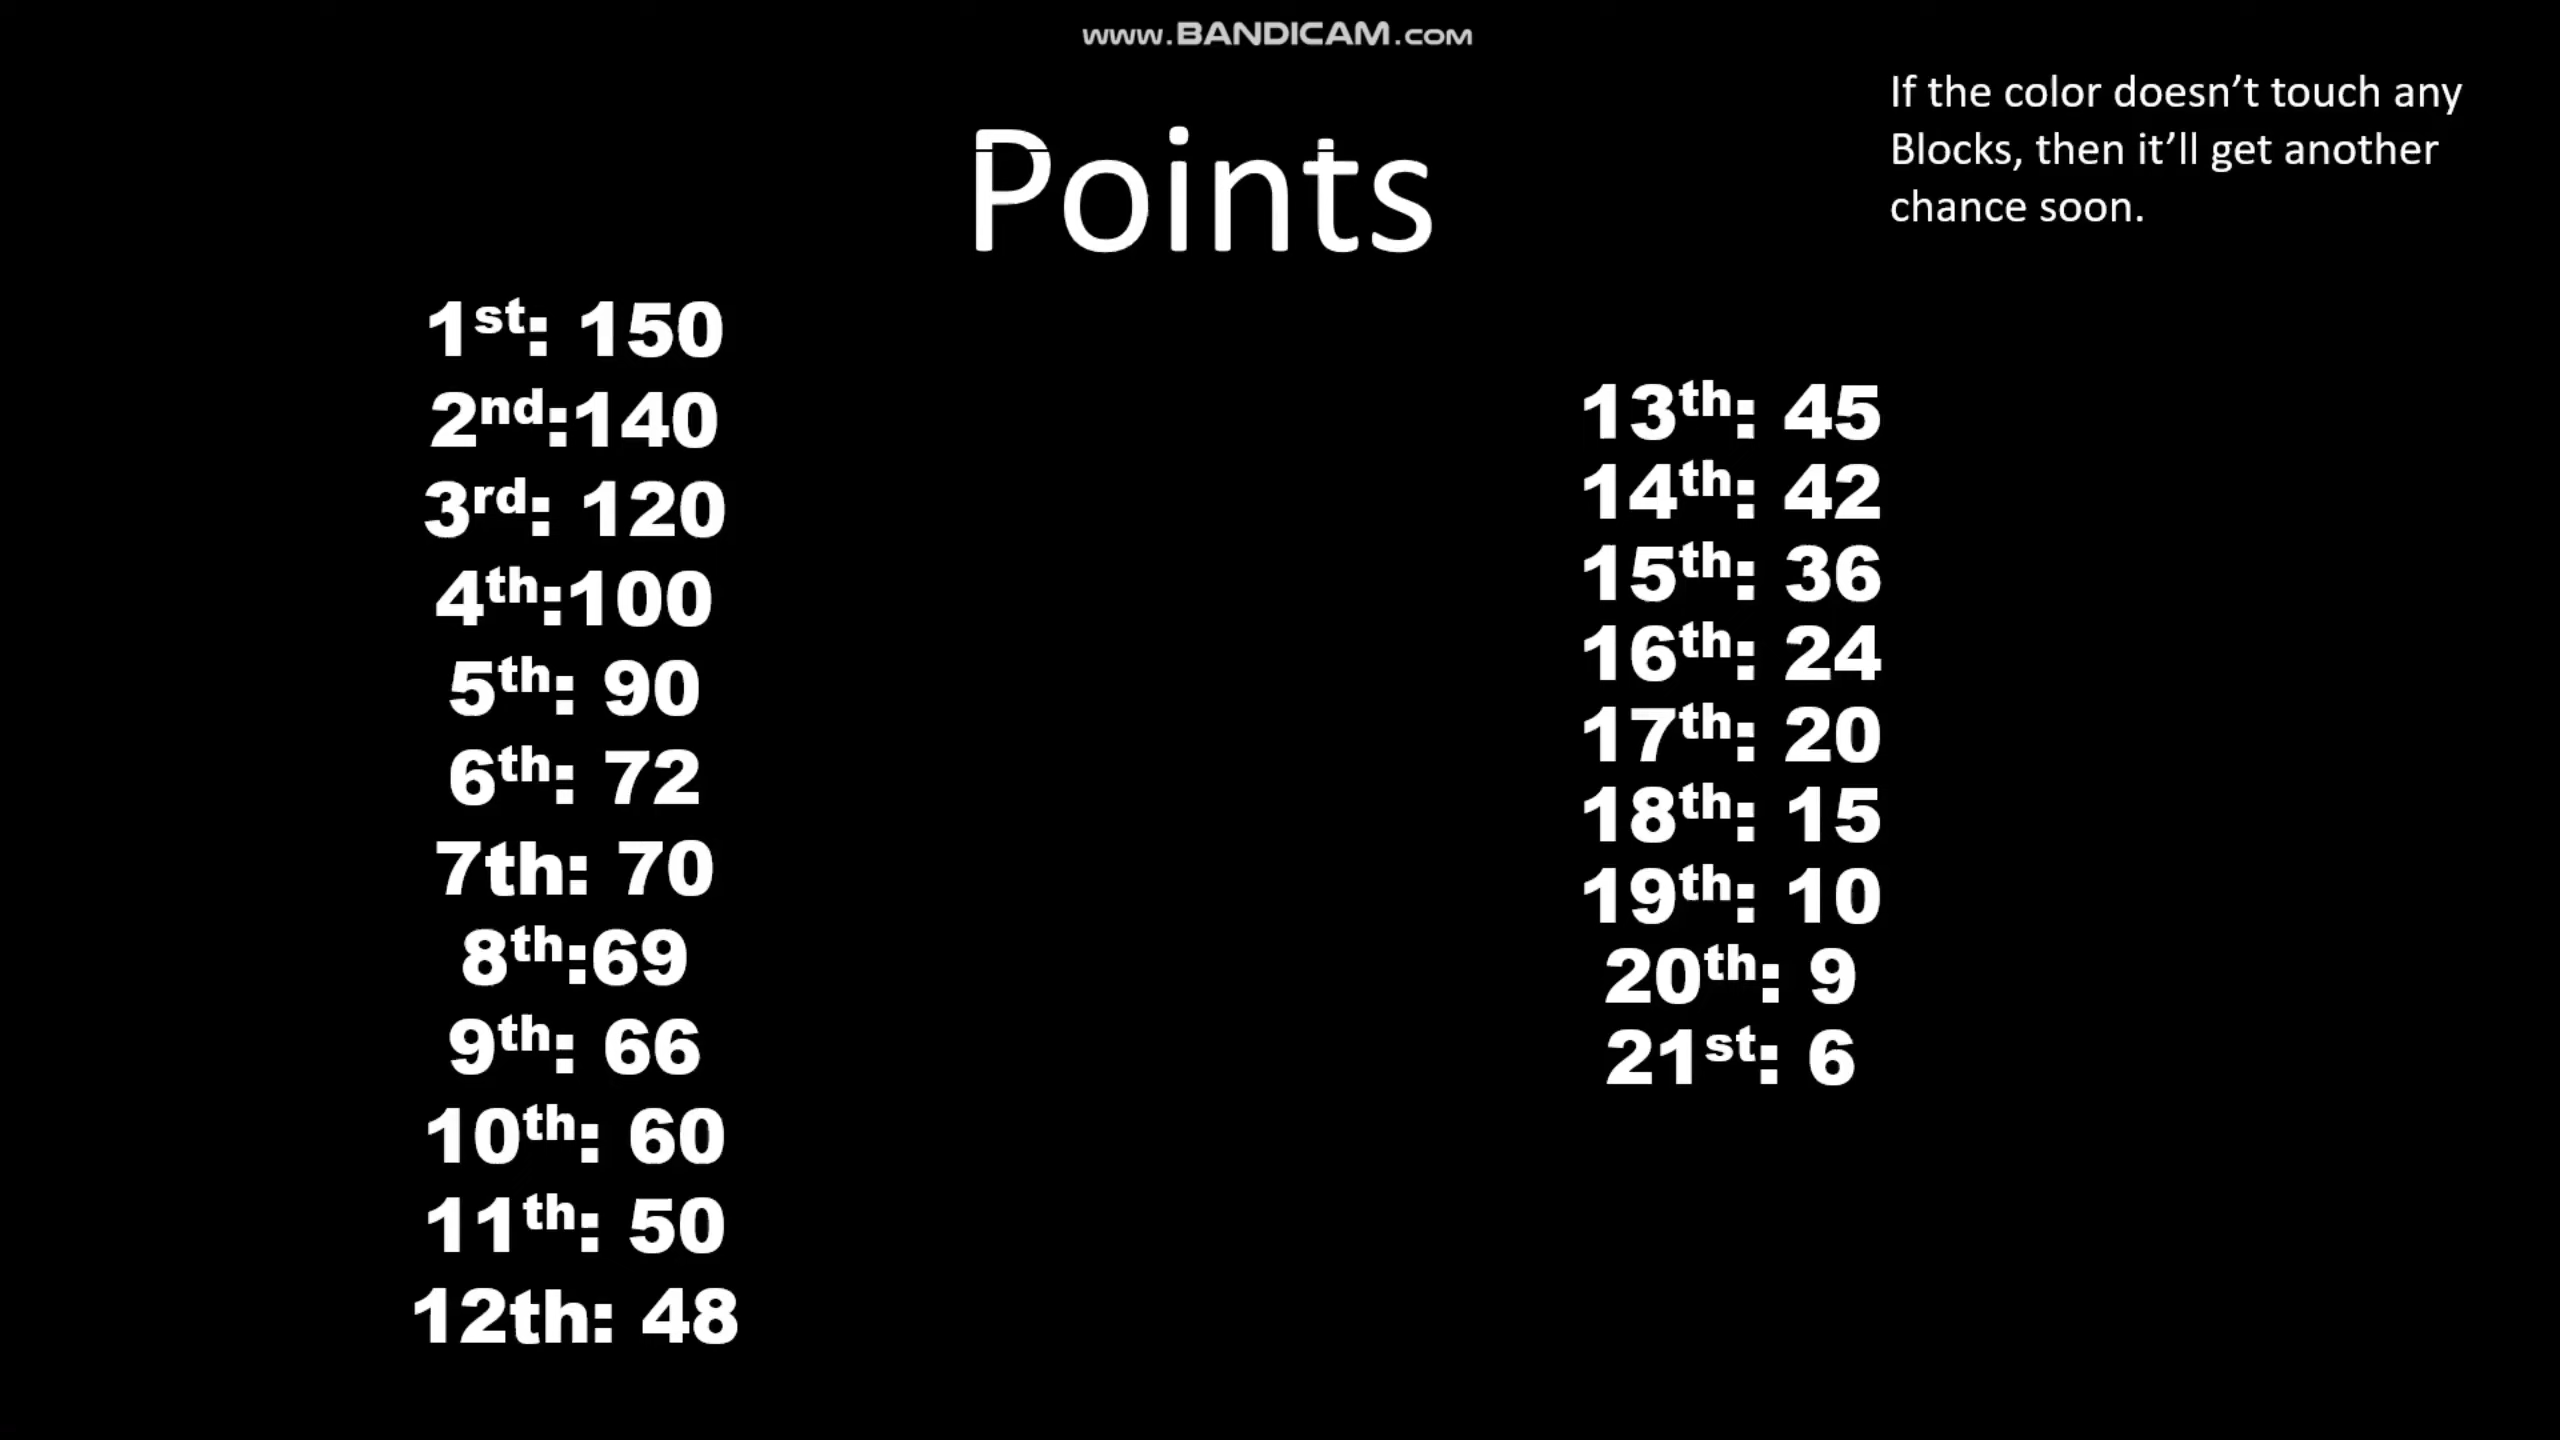 www.BANDICAM.com
If the color doesn’t touch any
Blocks, then it’ll get another
chance soon.
Points
1st: 150
2nd:140
3rd: 120
4th:100
5th: 90
6th: 72
7th: 70
8th:69
9th: 66
10th: 60
11th: 50
12th: 48
13th: 45
14th: 42
15th: 36
16th: 24
17th: 20
18th: 15
19th: 10
20th: 9
21st: 6